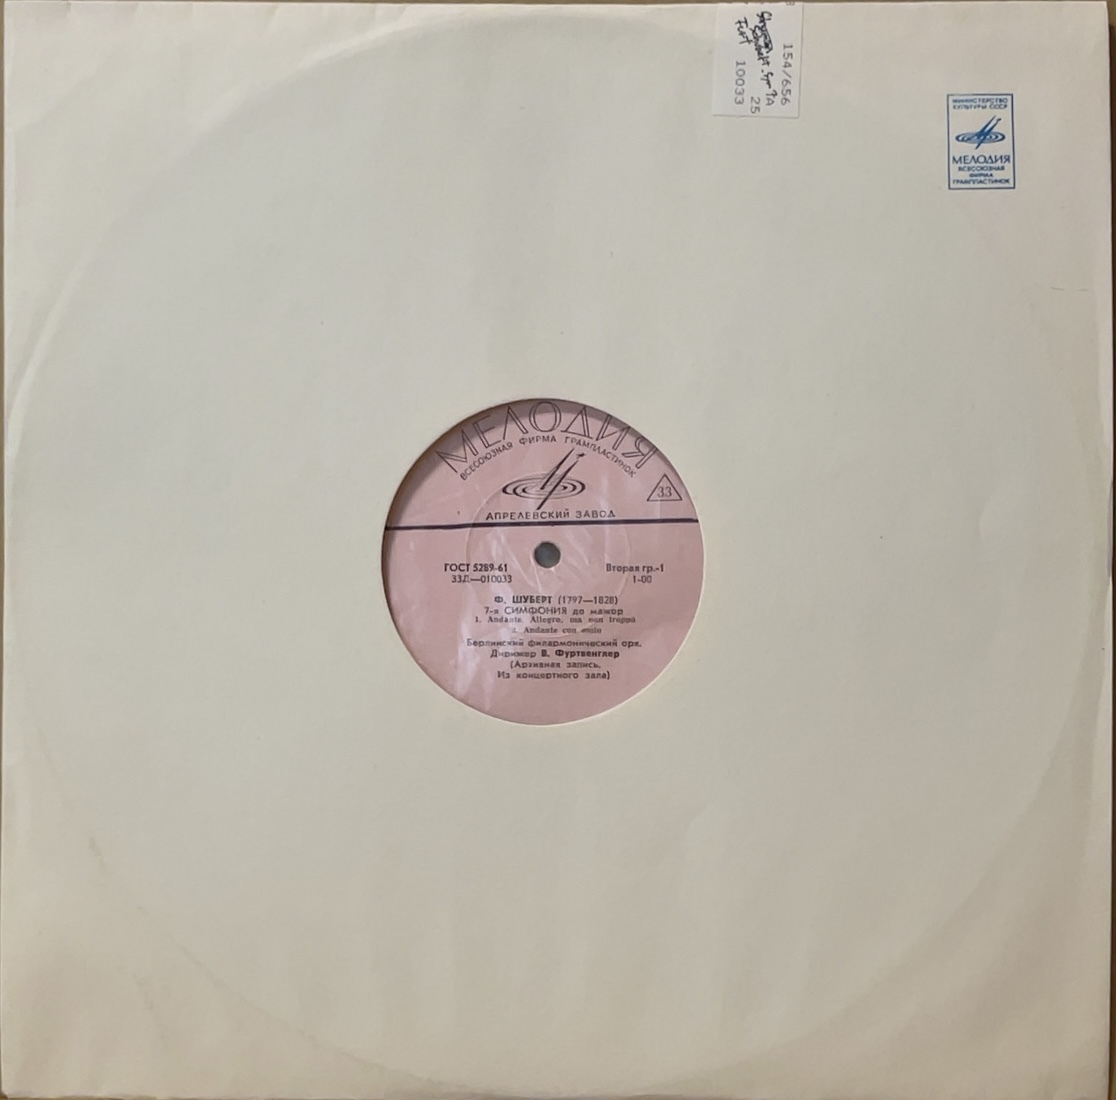 154/656
25
10033
МИНИСТЕРСТВО
КУЛЬТУРЫ СССР
МЕЛОДИЯ
ВСЕСОЮЗНАЯ
ФИРМА
ГРАМПЛАСТИНОК
МЕЛОДИЯ
ВСЕСОЮЗНАЯ ФИРМА ГРАМПЛАСТИНОК
33
АПРЕЛЕВСКИЙ ЗАВОД
ГОСТ 5289-61 Вторая гр.-1
33Д—010033 1-00
Ф. ШУБЕРТ (1797—1828)
7-я СИМФОНИЯ до мажор
1. Andante. Allegro, ma non troppo
2. Andante con moto
Берлинский филармонический орк.
Дирижер В. Фуртвенглер
(Архивная запись.
Из концертного зала)